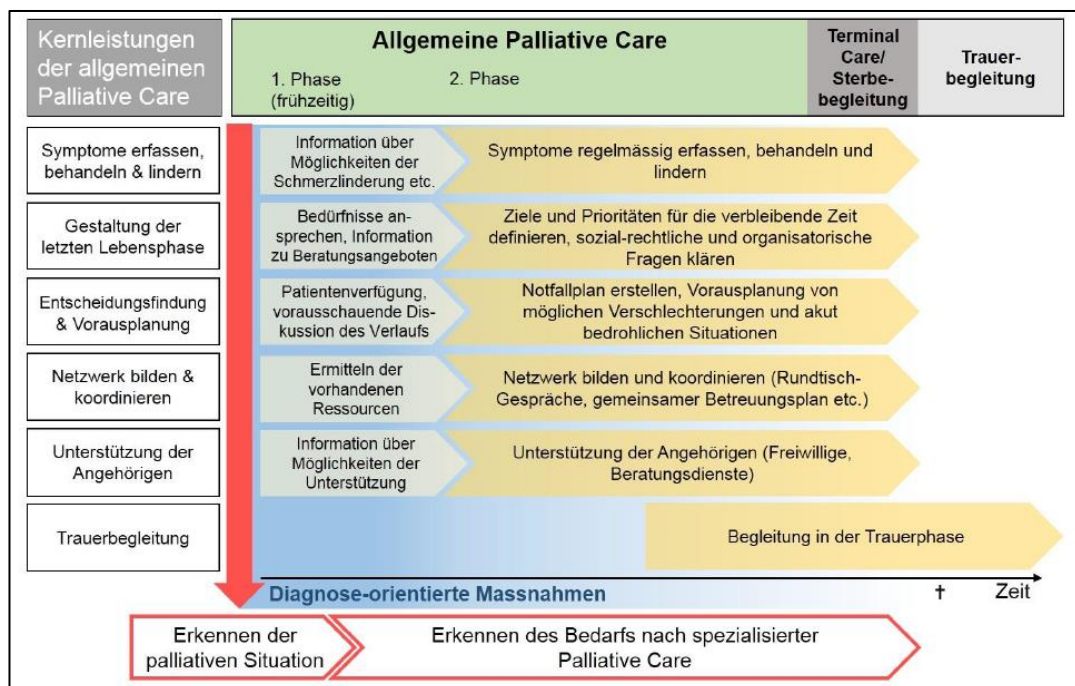 Kernleistungen
der allgemeinen
Palliative Care
Allgemeine Palliative Care
1. Phase
(frühzeitig)
2. Phase
Terminal
Care/
Sterbe-
begleitung
Trauer-
begleitung
Symptome erfassen,
behandeln & lindern
Information über
Möglichkeiten der
Schmerzlinderung etc.
Symptome regelmässig erfassen, behandeln und
lindern
Gestaltung der
letzten Lebensphase
Bedürfnisse an-
sprechen, Information
zu Beratungsangeboten
Ziele und Prioritäten für die verbleibende Zeit
definieren, sozial-rechtliche und organisatorische
Fragen klären
Entscheidungsfindung
& Vorausplanung
Patientenverfügung,
vorausschauende Dis-
kussion des Verlaufs
Notfallplan erstellen, Vorausplanung von
möglichen Verschlechterungen und akut
bedrohlichen Situationen
Netzwerk bilden &
koordinieren
Ermitteln der
vorhandenen
Ressourcen
Netzwerk bilden und koordinieren (Rundtisch-
Gespräche, gemeinsamer Betreuungsplan etc.)
Unterstützung der
Angehörigen
Information über
Möglichkeiten der
Unterstützung
Unterstützung der Angehörigen (Freiwillige,
Beratungsdienste)
Trauerbegleitung
Begleitung in der Trauerphase
Diagnose-orientierte Massnahmen
✝
Zeit
Erkennen der
palliativen Situation
Erkennen des Bedarfs nach spezialisierter
Palliative Care